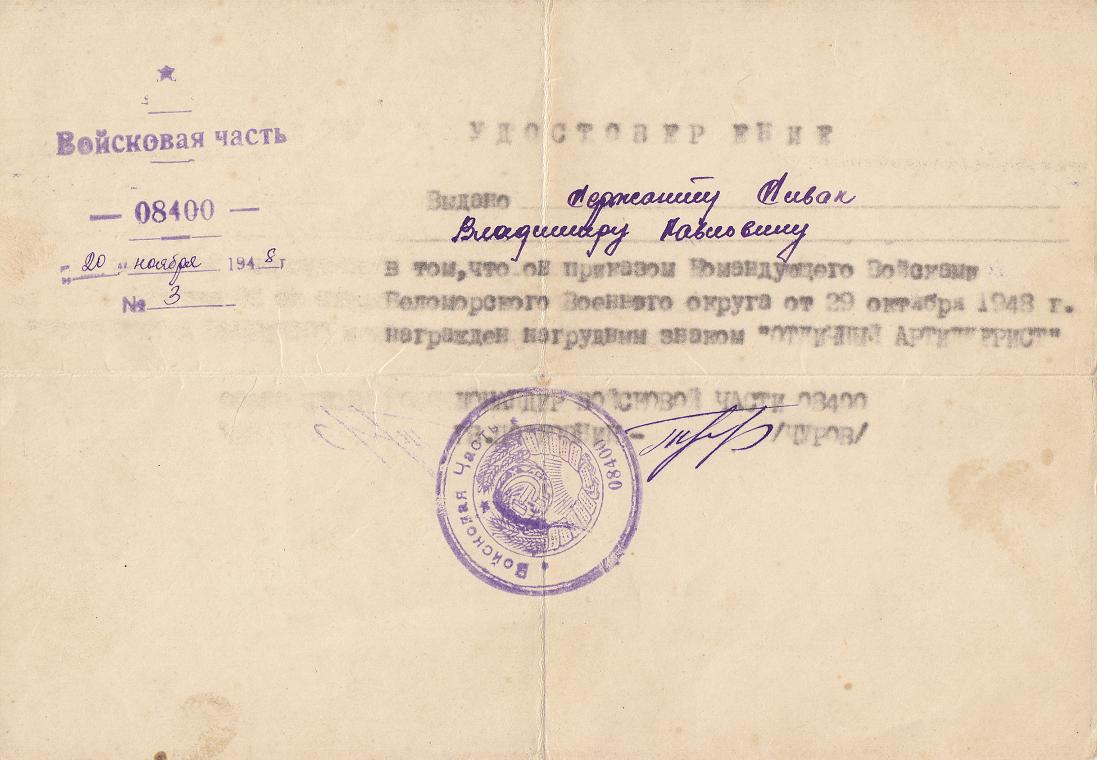 Войсковая часть
— 08400 —
"20" ноября 1948 г
№ 3
УДОСТОВЕРЕНИЕ
Выдано Сержанту Сивак
Владимиру Павловичу
в том,что он приказом Командующего Войсками
Беломорского Военного округа от 29 октября 1948 г.
награжден нагрудным знаком "ОТЛИЧНЫЙ АРТИЛЛЕРИСТ"
КОМАНДИР ВОЙСКОВОЙ ЧАСТИ 08400
/ЧУРОВ/
Войсковая Часть 08400